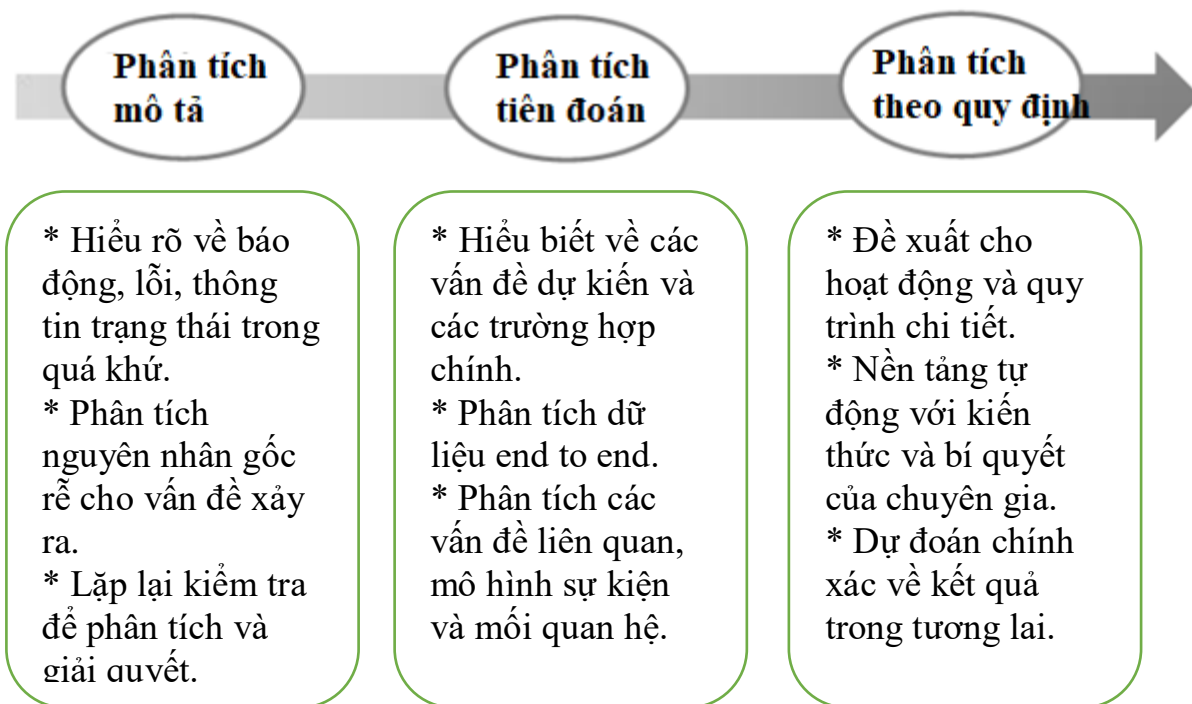 Phân tích
mô tả
Phân tích
tiên đoán
Phân tích
theo quy định
* Hiểu rõ về báo
động, lỗi, thông
tin trạng thái trong
quá khứ.
* Phân tích
nguyên nhân gốc
rễ cho vấn đề xảy
ra.
* Lặp lại kiểm tra
để phân tích và
giải quyết.
* Hiểu biết về các
vấn đề dự kiến và
các trường hợp
chính.
* Phân tích dữ
liệu end to end.
* Phân tích các
vấn đề liên quan,
mô hình sự kiện
và mối quan hệ.
* Đề xuất cho
hoạt động và quy
trình chi tiết.
* Nền tảng tự
động với kiến
thức và bí quyết
của chuyên gia.
* Dự đoán chính
xác về kết quả
trong tương lai.